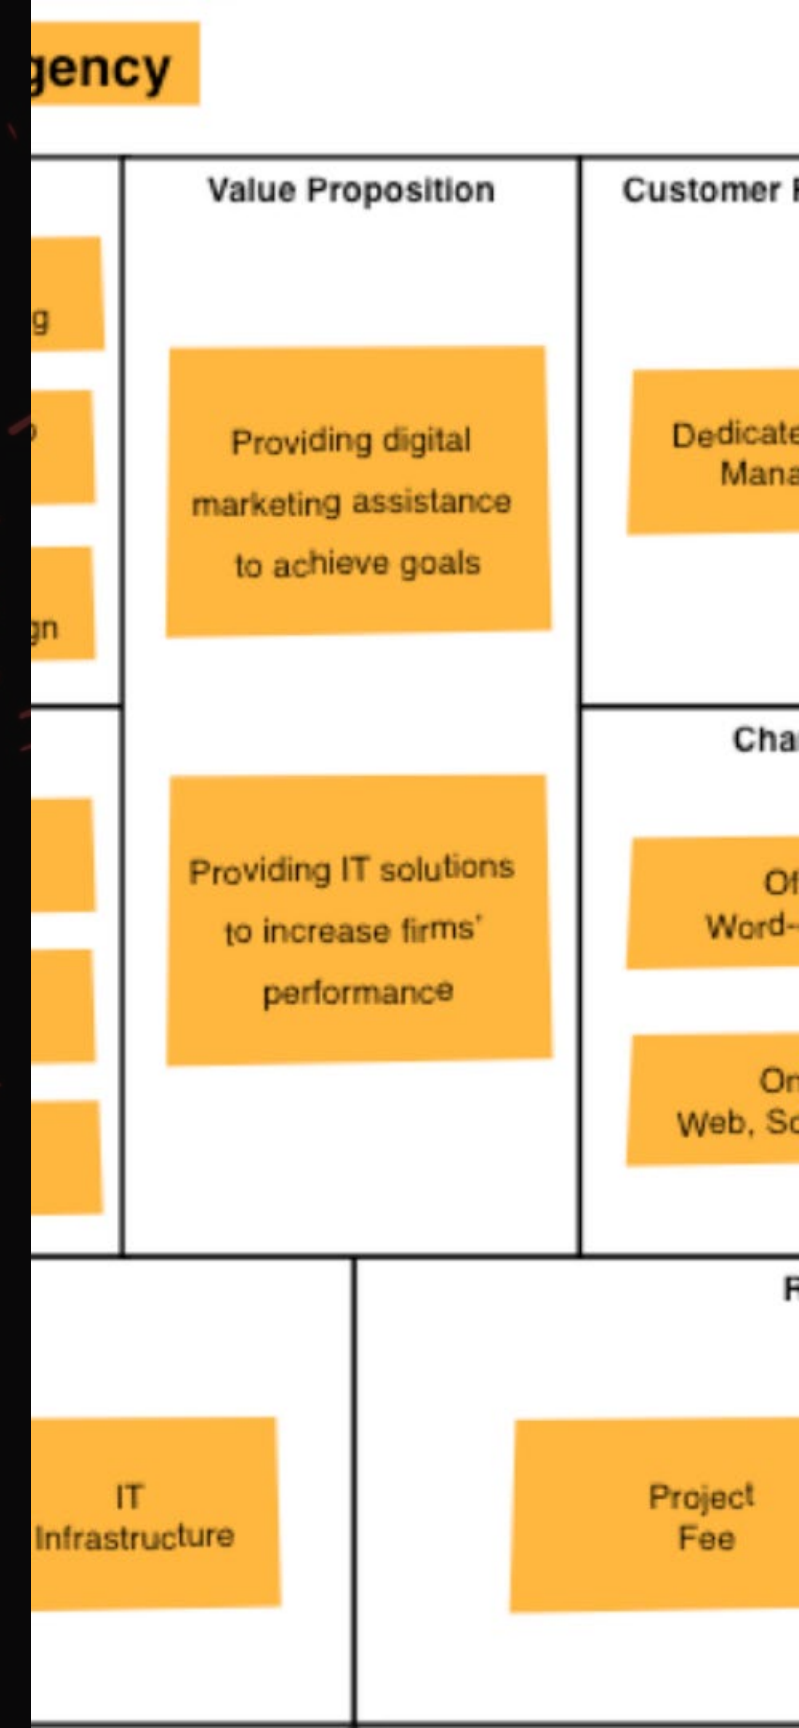 gency
Value Proposition
Customer
g
Providing digital
marketing assistance
to achieve goals
gn
Providing IT solutions
to increase firms'
performance
Dedicate
Mana
Cha
Of
Word-
On
Web, So
IT
Infrastructure
R
Project
Fee